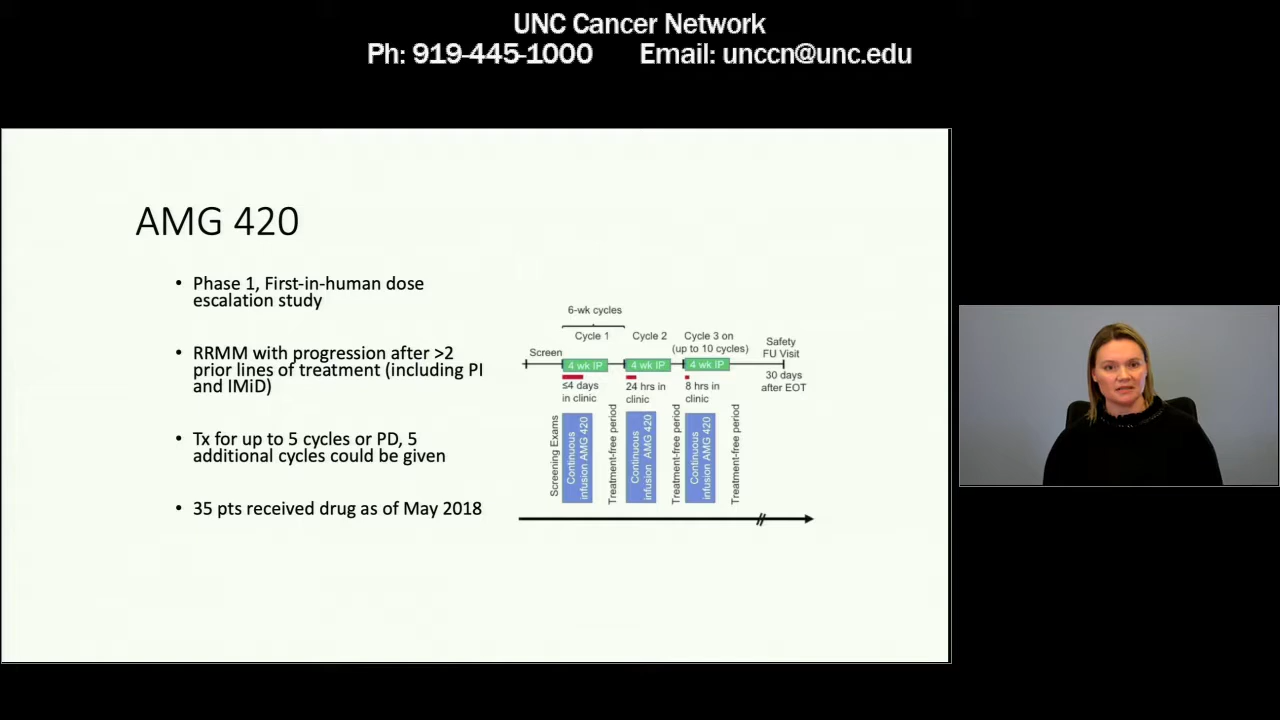 UNC Cancer Network
Ph: 919-445-1000 Email: unccn@unc.edu
AMG 420
• Phase 1, First-in-human dose
escalation study
• RRMM with progression after >2
prior lines of treatment (including PI
and IMiD)
• Tx for up to 5 cycles or PD, 5
additional cycles could be given
• 35 pts received drug as of May 2018
6-wk cycles
Cycle 1
Cycle 2
Cycle 3 on
(up to 10 cycles)
Safety
FU Visit
Screen
4 wk IP
4 wk IP
4 wk IP
≤4 days
in clinic
24 hrs in
clinic
8 hrs in
clinic
30 days
after EOT
Screening Exams
Continuous
infusion AMG 420
Treatment-free period
Continuous
infusion AMG 420
Treatment-free period
Continuous
infusion AMG 420
Treatment-free period